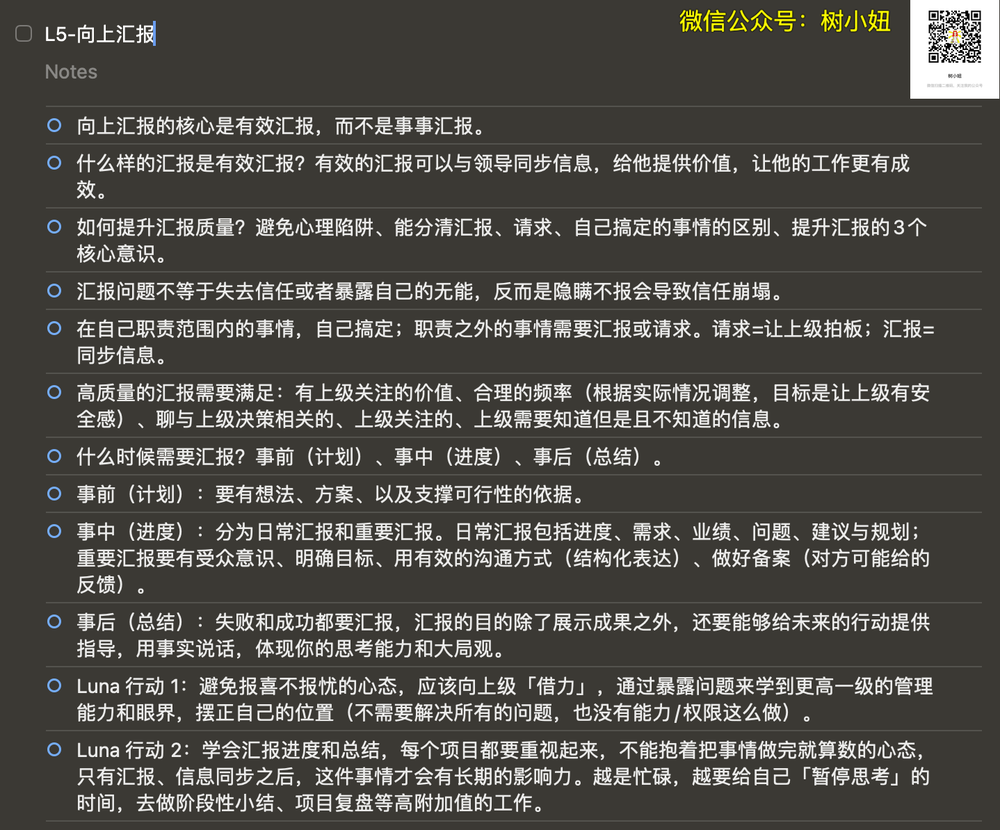 微信公众号：树小妞
L5-向上汇报
树小妞
Notes
向上汇报的核心是有效汇报，而不是事事汇报。
什么样的汇报是有效汇报？有效的汇报可以与领导同步信息，给他提供价值，让他的工作更有成
效。
如何提升汇报质量？避免心理陷阱、能分清汇报、请求、自己搞定的事情的区别、提升汇报的3个
核心意识。
汇报问题不等于失去信任或者暴露自己的无能，反而是隐瞒不报会导致信任崩塌。
在自己职责范围内的事情，自己搞定；职责之外的事情需要汇报或请求。请求=让上级拍板；汇报=
同步信息。
高质量的汇报需要满足：有上级关注的价值、合理的频率（根据实际情况调整，目标是让上级有安
全感）、聊与上级决策相关的、上级关注的、上级需要知道但是且不知道的信息。
什么时候需要汇报？事前（计划）、事中（进度）、事后（总结）。
事前（计划）：要有想法、方案、以及支撑可行性的依据。
事中（进度）：分为日常汇报和重要汇报。日常汇报包括进度、需求、业绩、问题、建议与规划；
重要汇报要有受众意识、明确目标、用有效的沟通方式（结构化表达）、做好备案（对方可能给的
反馈）。
事后（总结）：失败和成功都要汇报，汇报的目的除了展示成果之外，还要能够给未来的行动提供
指导，用事实说话，体现你的思考能力和大局观。
Luna 行动 1：避免报喜不报忧的心态，应该向上级「借力」，通过暴露问题来学到更高一级的管理
能力和眼界，摆正自己的位置（不需要解决所有的问题，也没有能力/权限这么做）。
Luna 行动 2：学会汇报进度和总结，每个项目都要重视起来，不能抱着把事情做完就算数的心态，
只有汇报、信息同步之后，这件事情才会有长期的影响力。越是忙碌，越要给自己「暂停思考」的
时间，去做阶段性小结、项目复盘等高附加值的工作。